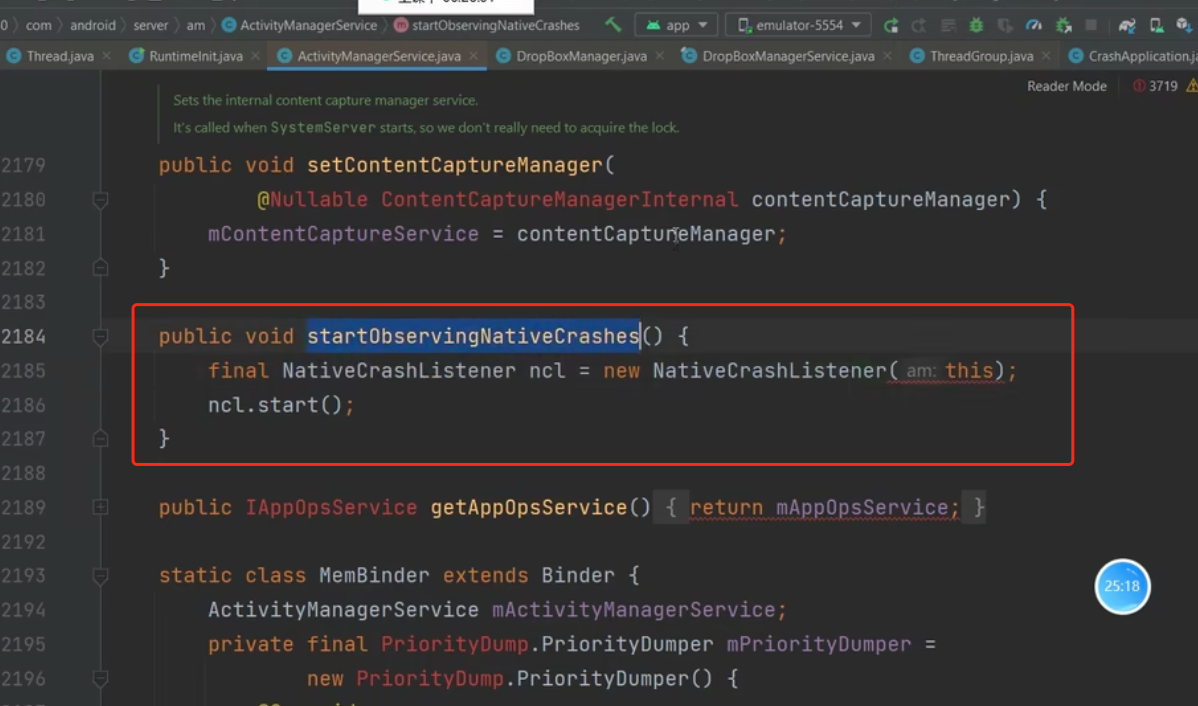 com android server am ActivityManagerService startObservingNativeCrashes app emulator-5554
Thread.java RuntimeInit.java ActivityManagerService.java DropBoxManager.java DropBoxManagerService.java ThreadGroup.java CrashApplication.ja
Reader Mode 3719
Sets the internal content capture manager service.
It's called when SystemServer starts, so we don't really need to acquire the lock.
2179 public void setContentCaptureManager(
2180 @Nullable ContentCaptureManagerInternal contentCaptureManager) {
2181 mContentCaptureService = contentCaptureManager;
2182 }
2183
2184 public void startObservingNativeCrashes() {
2185 final NativeCrashListener ncl = new NativeCrashListener( am: this);
2186 ncl.start();
2187 }
2188
2189 public IAppOpsService getAppOpsService() { return mAppOpsService; }
2192
2193 static class MemBinder extends Binder {
25:18
2194 ActivityManagerService mActivityManagerService;
2195 private final PriorityDump.PriorityDumper mPriorityDumper =
2196 new PriorityDump.PriorityDumper() {